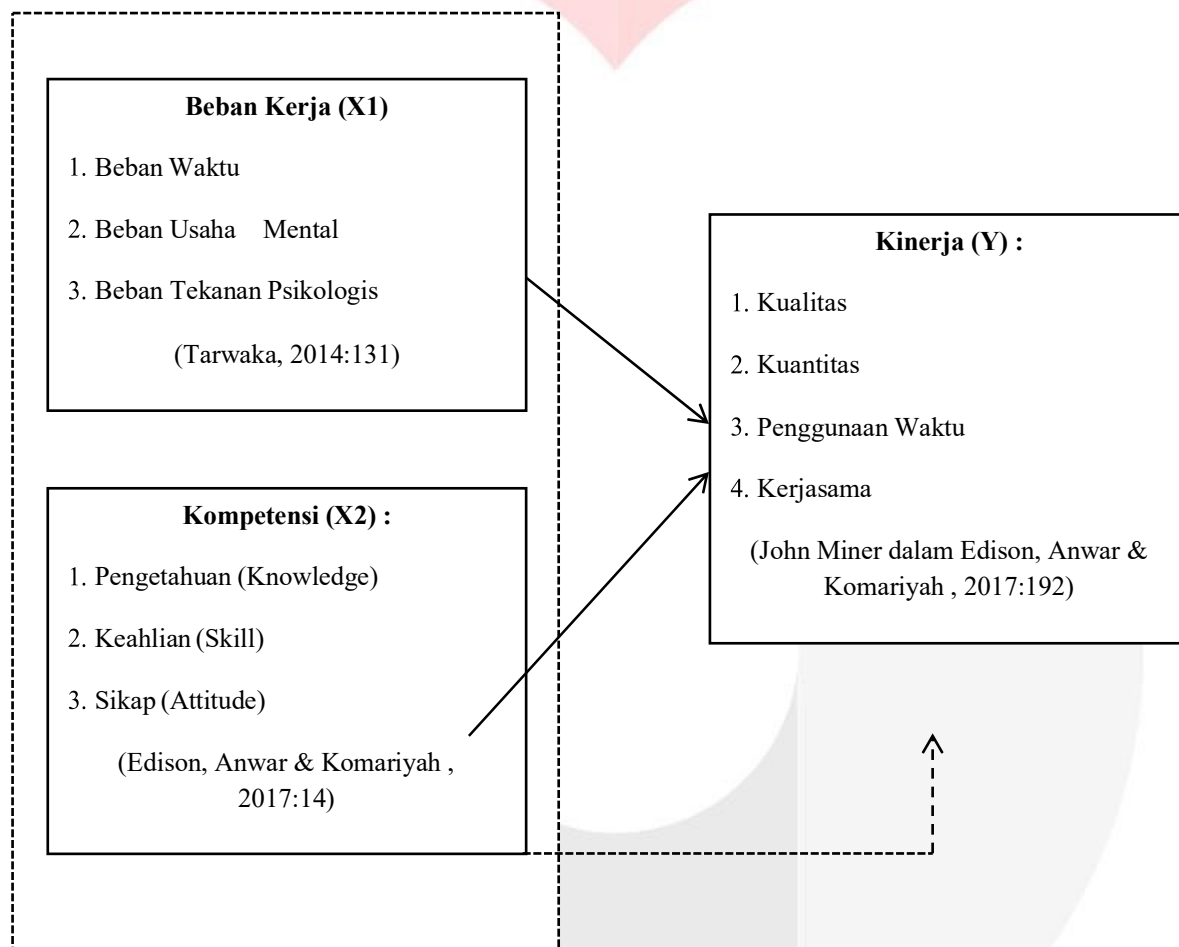 Beban Kerja (X1)
1. Beban Waktu
2. Beban Usaha Mental
3. Beban Tekanan Psikologis
(Tarwaka, 2014:131)
Kompetensi (X2) :
1. Pengetahuan (Knowledge)
2. Keahlian (Skill)
3. Sikap (Attitude)
(Edison, Anwar & Komariyah ,
2017:14)
Kinerja (Y) :
1. Kualitas
2. Kuantitas
3. Penggunaan Waktu
4. Kerjasama
(John Miner dalam Edison, Anwar &
Komariyah , 2017:192)